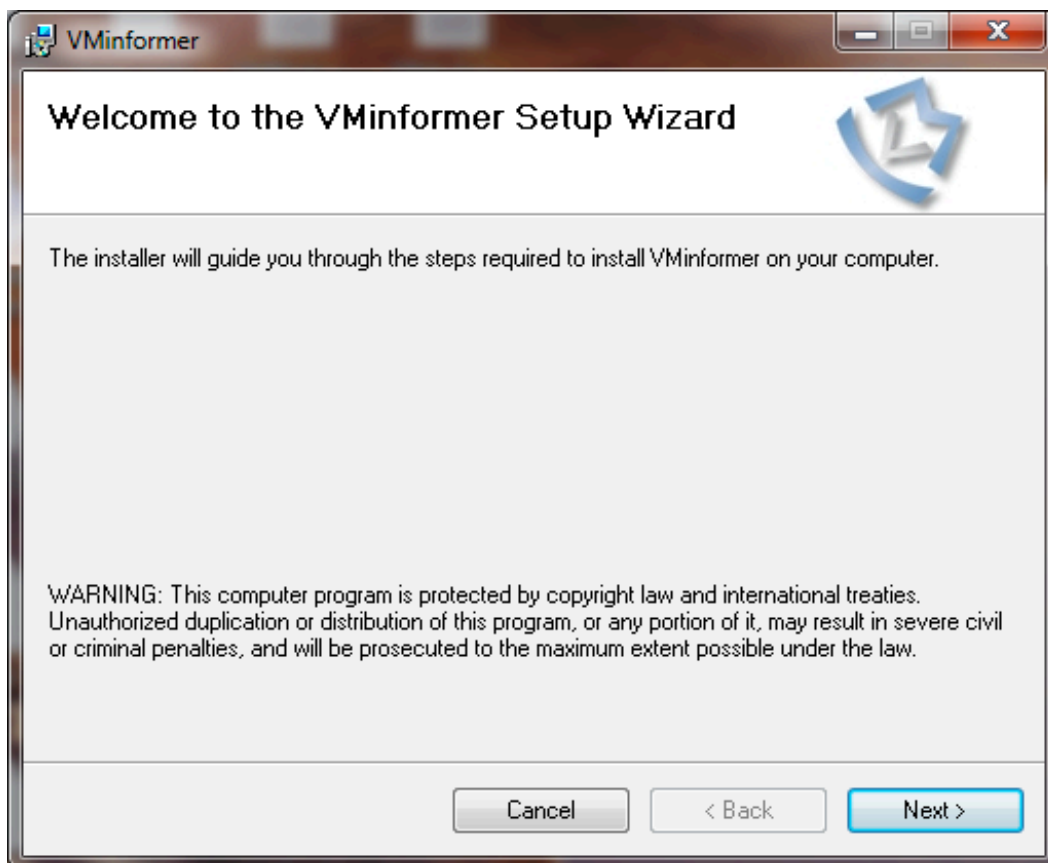 VMinformer
Welcome to the VMinformer Setup Wizard
The installer will guide you through the steps required to install VMinformer on your computer.
WARNING: This computer program is protected by copyright law and international treaties.
Unauthorized duplication or distribution of this program, or any portion of it, may result in severe civil
or criminal penalties, and will be prosecuted to the maximum extent possible under the law.
Cancel
< Back
Next >